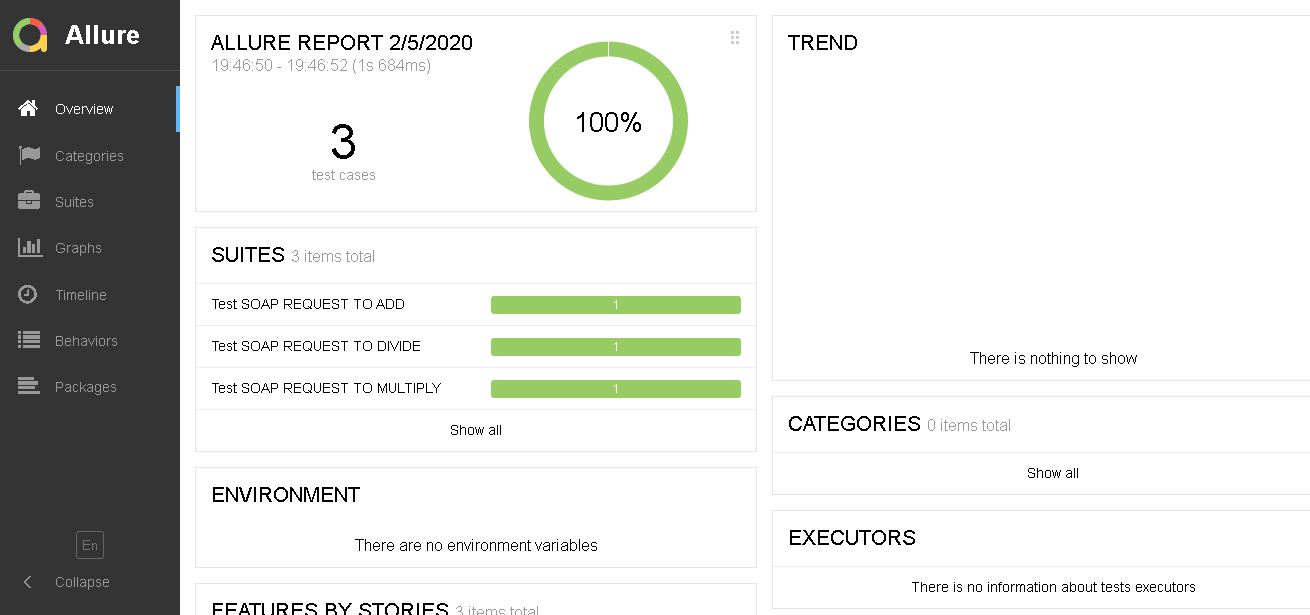 Allure
Overview
Categories
Suites
Graphs
Timeline
Behaviors
Packages
En
Collapse
ALLURE REPORT 2/5/2020
19:46:50 - 19:46:52 (1s 684ms)
3
test cases
100%
SUITES 3 items total
Test SOAP REQUEST TO ADD 1
Test SOAP REQUEST TO DIVIDE 1
Test SOAP REQUEST TO MULTIPLY 1
Show all
ENVIRONMENT
There are no environment variables
FEATURES BY STORIES 3 items total
TREND
There is nothing to show
CATEGORIES 0 items total
Show all
EXECUTORS
There is no information about tests executors